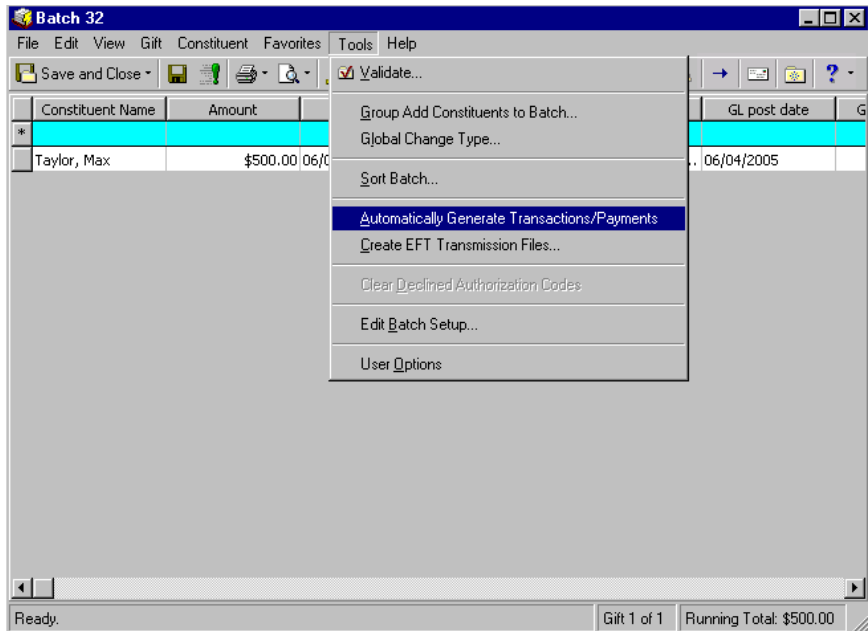 Batch 32
File Edit View Gift Constituent Favorites Tools Help
Save and Close
Validate...
Constituent Name Amount GL post date G
Group Add Constituents to Batch...
Global Change Type...
*
Taylor, Max $500.00 06/0 . 06/04/2005
Sort Batch...
Automatically Generate Transactions/Payments
Create EFT Transmission Files...
Clear Declined Authorization Codes
Edit Batch Setup...
User Options
Ready. Gift 1 of 1 Running Total: $500.00